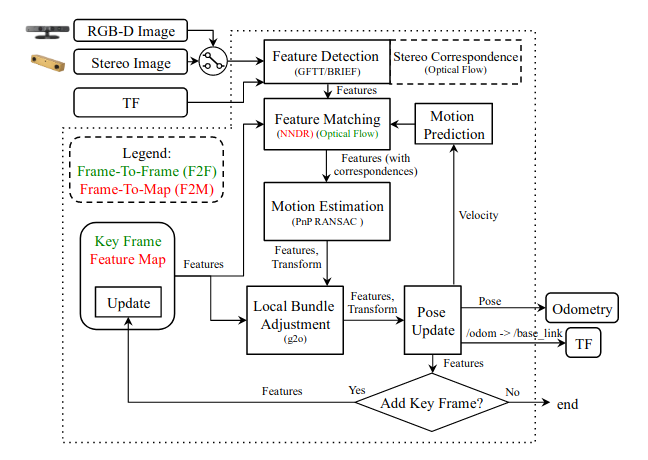 RGB-D Image
Stereo Image
TF
Feature Detection
(GFTT/BRIEF)
Stereo Correspondence
(Optical Flow)
Features
Feature Matching
(NNDR) (Optical Flow)
Motion
Prediction
Legend:
Frame-To-Frame (F2F)
Frame-To-Map (F2M)
Features (with
correspondences)
Motion Estimation
(PnP RANSAC )
Velocity
Key Frame
Feature Map
Update
Features
Features,
Transform
Local Bundle
Adjustment
(g2o)
Features,
Transform
Pose
Update
Pose
Odometry
/odom -> /base_link
TF
Features
Add Key Frame?
Yes
Features
No
end